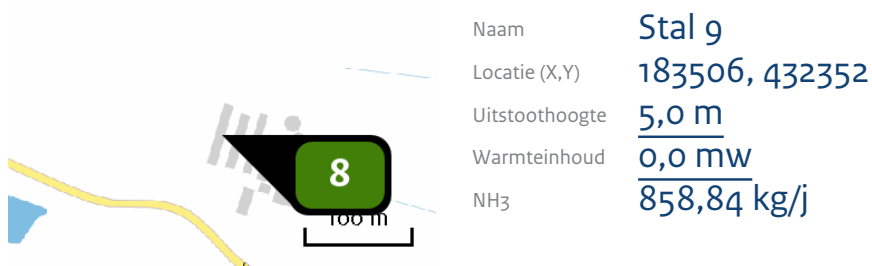 8
100 m
Naam Stal 9
Locatie (X,Y) 183506, 432352
Uitstoothoogte 5,0 m
Warmteinhoud 0,0 mw
NH3 858,84 kg/j